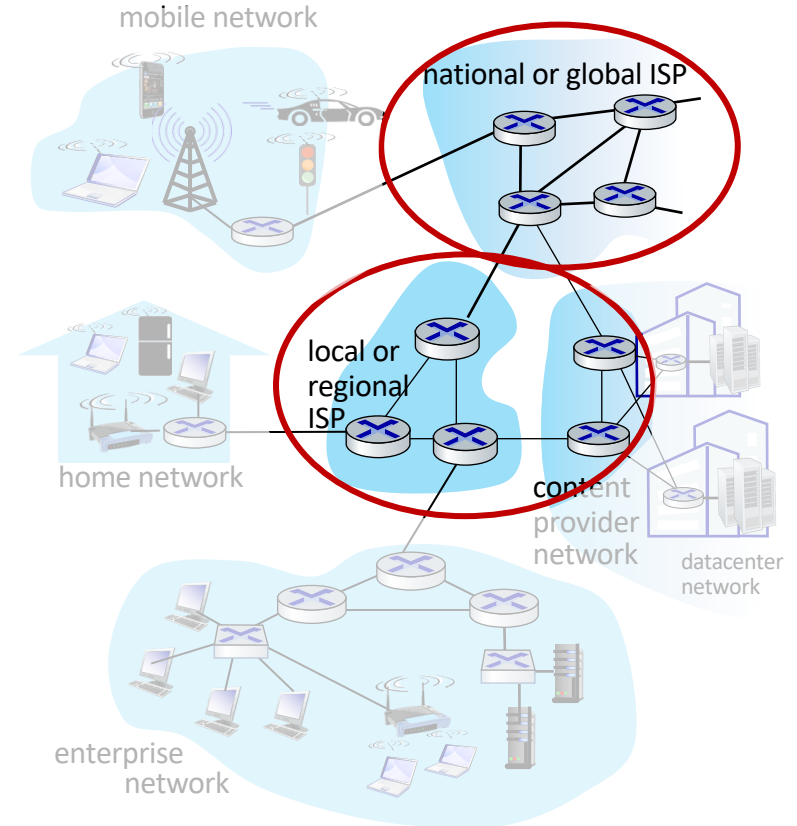 mobile network
national or global ISP
local or
regional
ISP
home network
content
provider
network
datacenter
network
enterprise
network